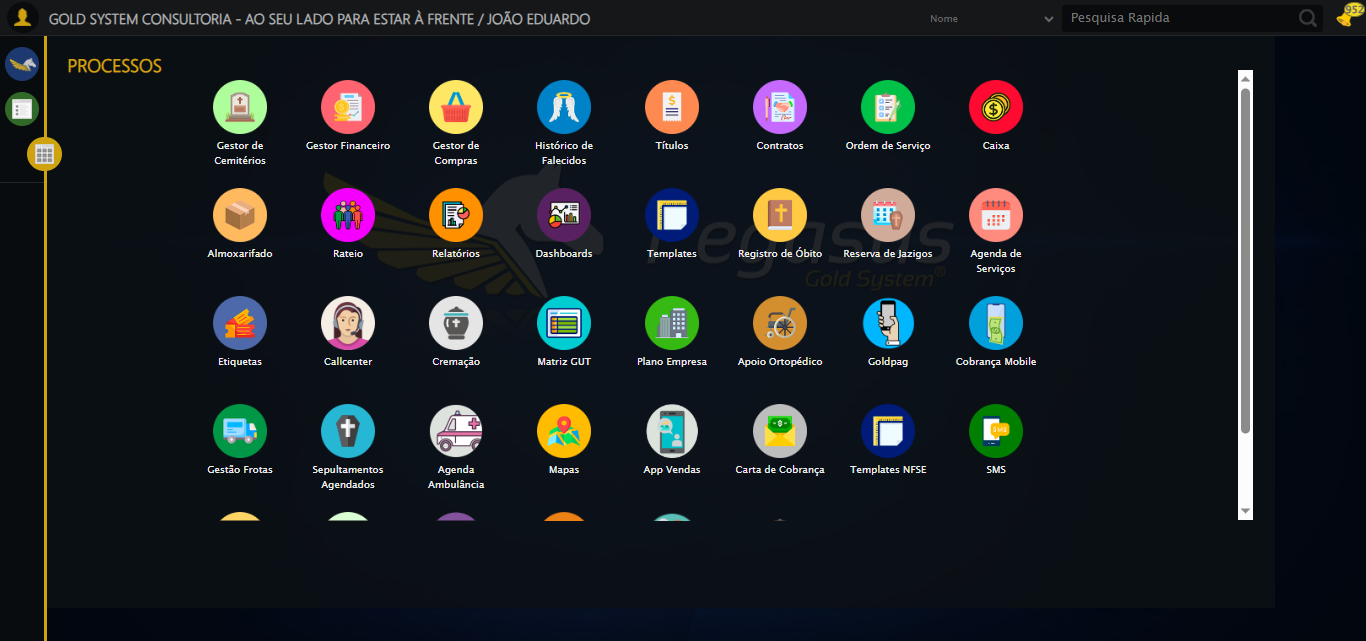 GOLD SYSTEM CONSULTORIA - AO SEU LADO PARA ESTAR À FRENTE / JOÃO EDUARDO
Nome
Pesquisa Rapida
952
PROCESSOS
Gestor de
Cemitérios
Gestor Financeiro
Gestor de
Compras
Histórico de
Falecidos
Títulos
Contratos
Ordem de Serviço
Caixa
Almoxarifado
Rateio
Relatórios
Dashboards
Templates
Registro de Óbito
Reserva de Jazigos
Agenda de
Serviços
Pegasus
Gold System®
Etiquetas
Callcenter
Cremação
Matriz GUT
Plano Empresa
Apoio Ortopédico
Goldpag
Cobrança Mobile
Gestão Frotas
Sepultamentos
Agendados
Agenda
Ambulância
Mapas
App Vendas
Carta de Cobrança
Templates NFSE
SMS
SMS